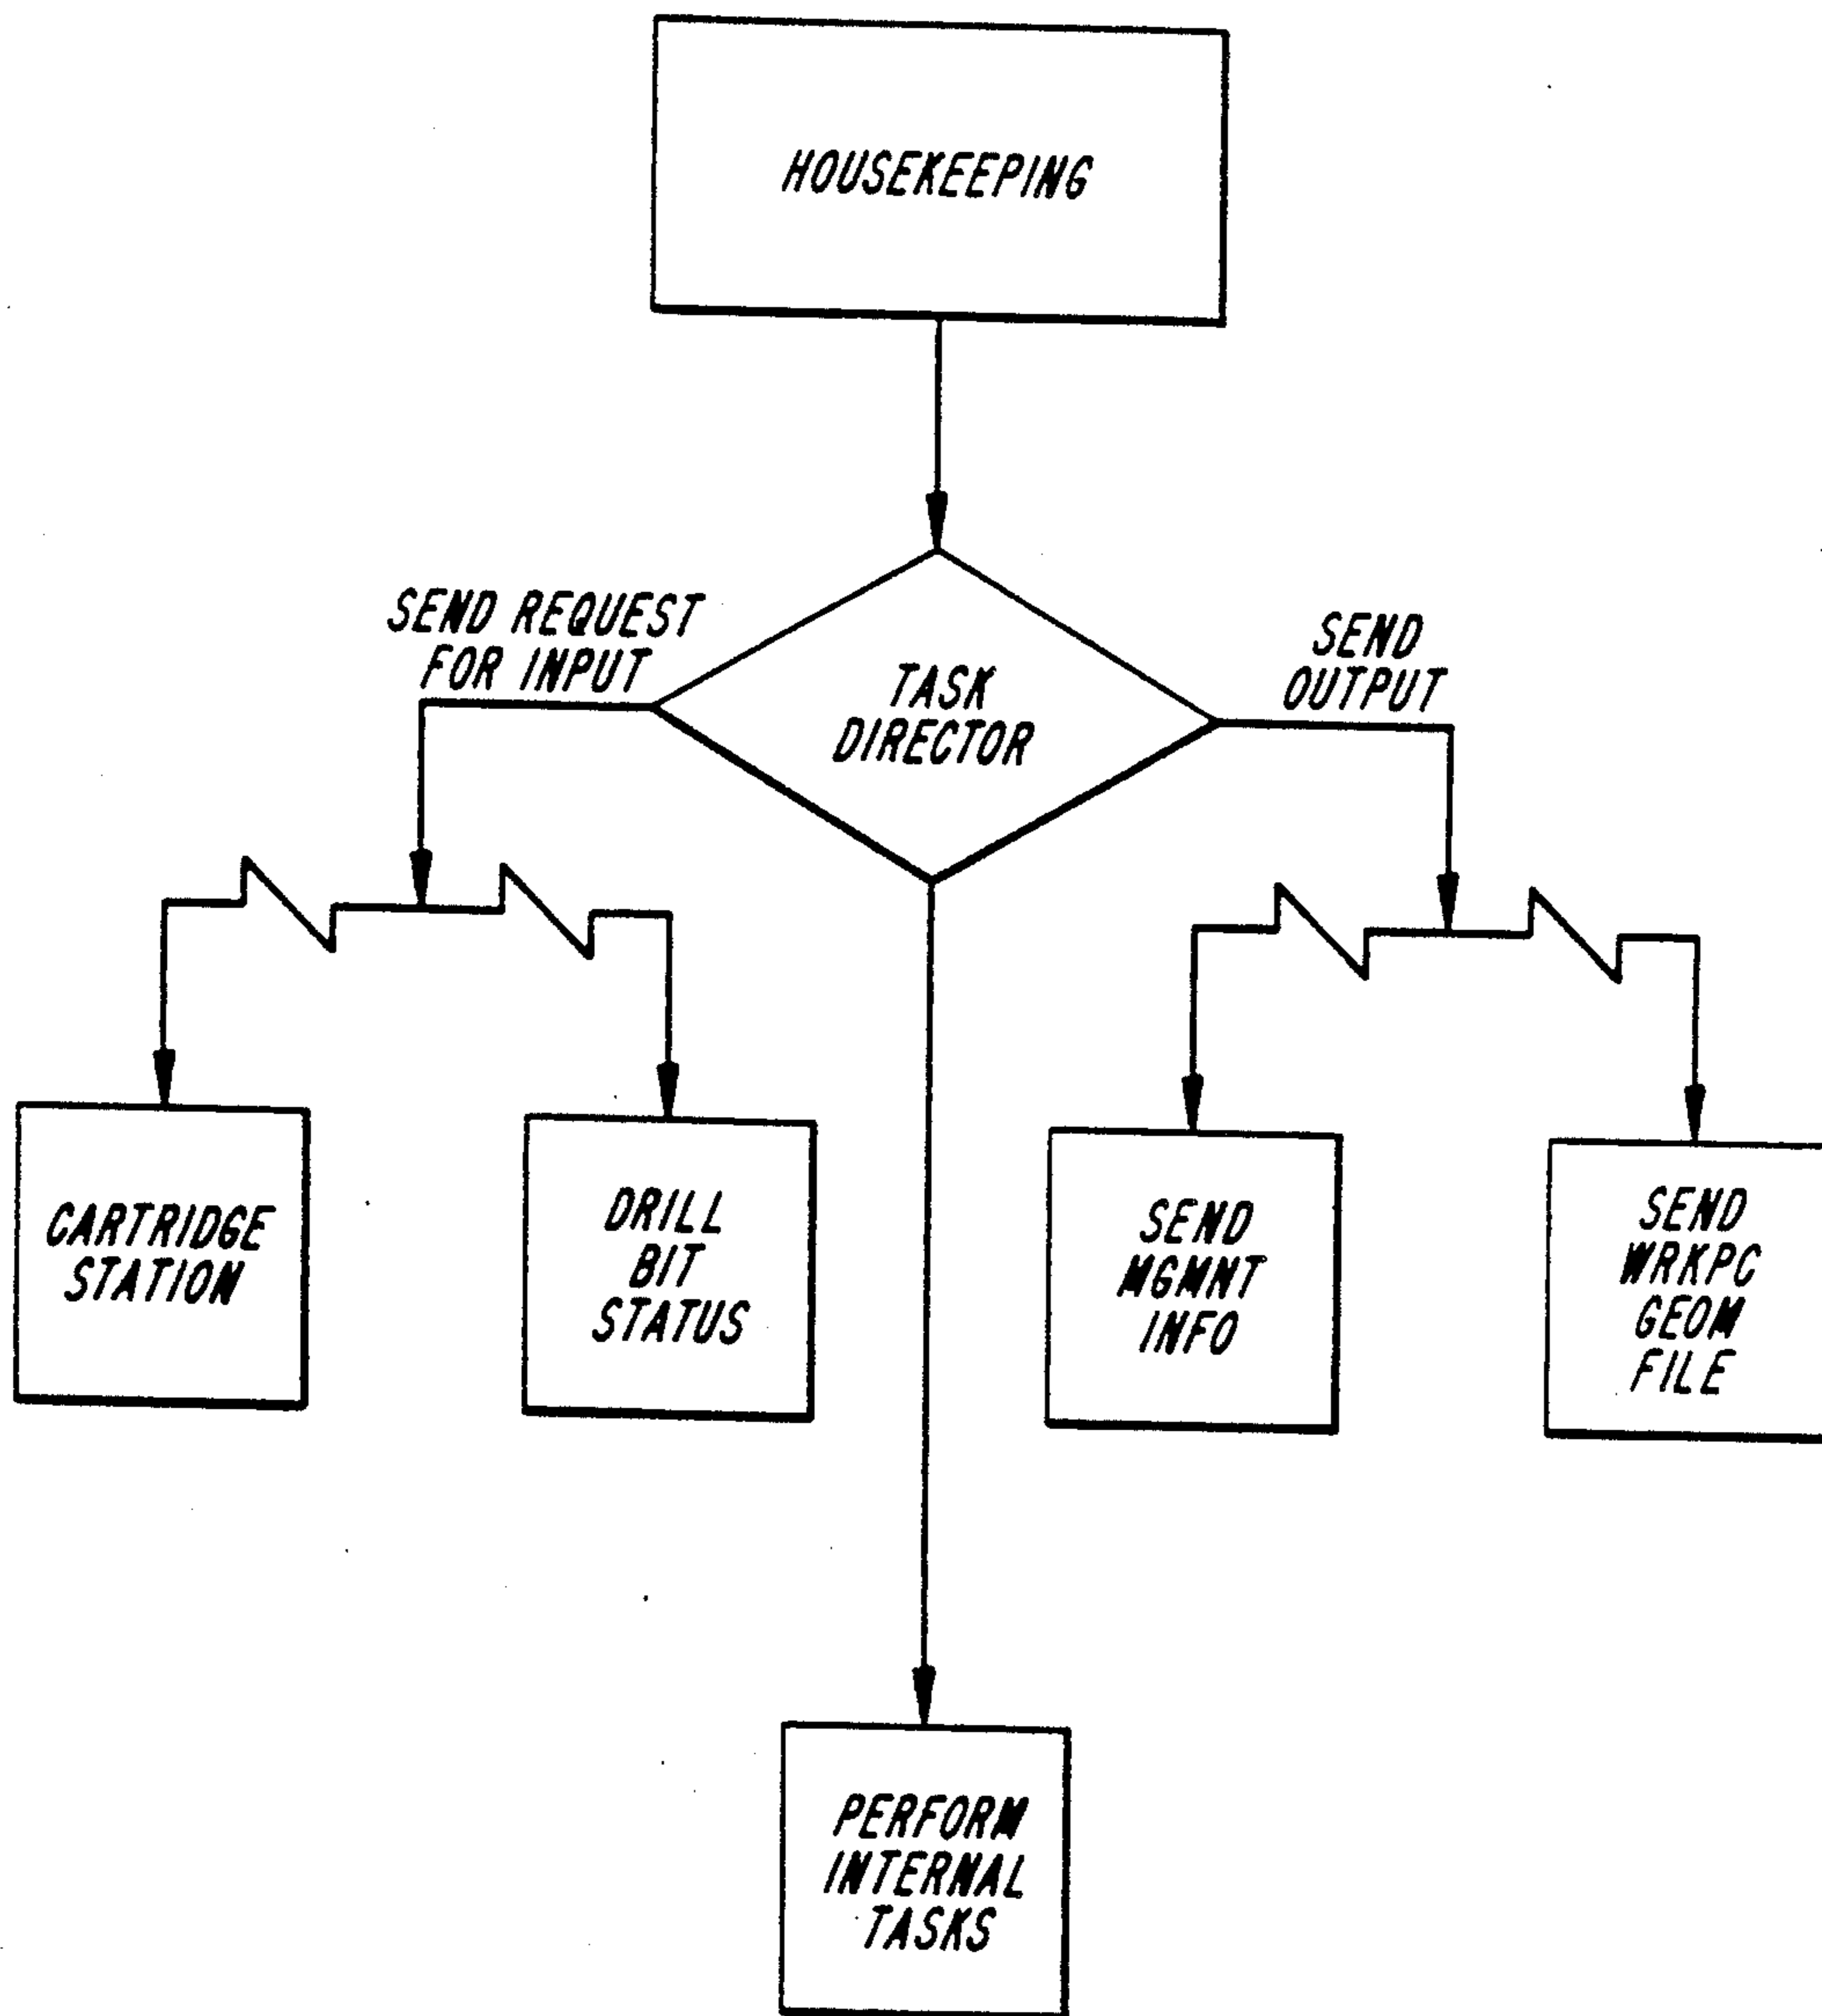 HOUSEKEEPING
SEND REQUEST
FOR INPUT
TASK
DIRECTOR
SEND
OUTPUT
CARTRIDGE
STATION
DRILL
BIT
STATUS
SEND
MGMNT
INFO
SEND
WRKPC
GEOM
FILE
PERFORM
INTERNAL
TASKS